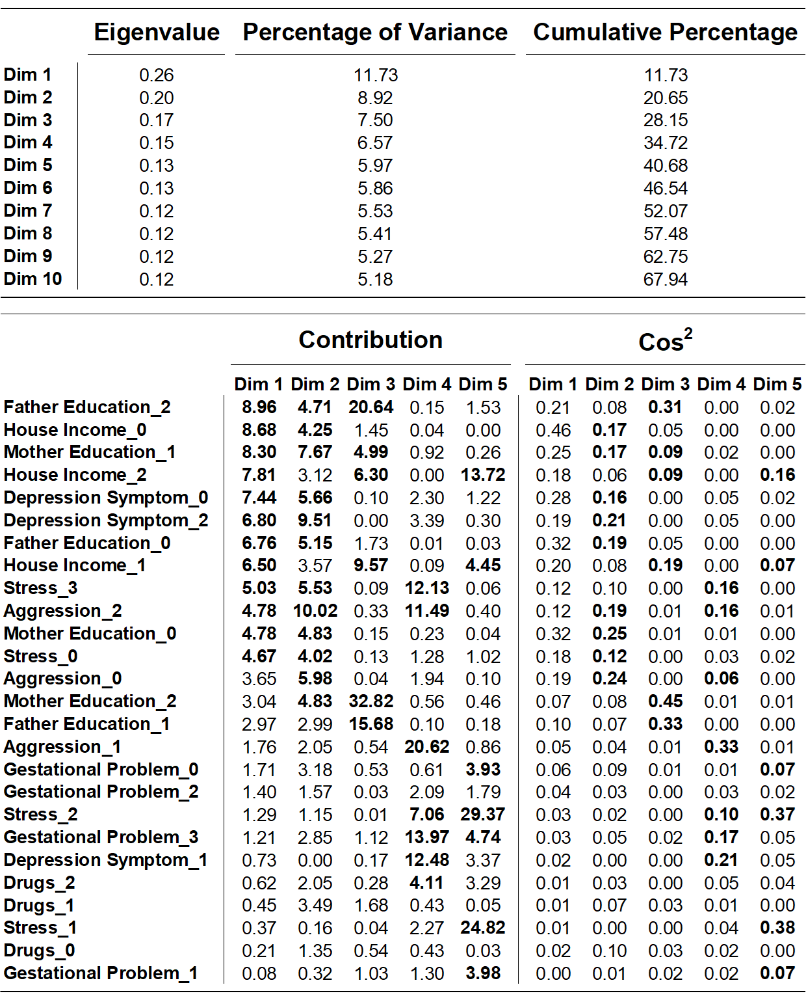 Eigenvalue Percentage of Variance Cumulative Percentage
Dim 1 0.26 11.73 11.73
Dim 2 0.20 8.92 20.65
Dim 3 0.17 7.50 28.15
Dim 4 0.15 6.57 34.72
Dim 5 0.13 5.97 40.68
Dim 6 0.13 5.86 46.54
Dim 7 0.12 5.53 52.07
Dim 8 0.12 5.41 57.48
Dim 9 0.12 5.27 62.75
Dim 10 0.12 5.18 67.94
Contribution Cos²
Dim 1 Dim 2 Dim 3 Dim 4 Dim 5 Dim 1 Dim 2 Dim 3 Dim 4 Dim 5
Father Education_2 8.96 4.71 20.64 0.15 1.53 0.21 0.08 0.31 0.00 0.02
House Income_0 8.68 4.25 1.45 0.04 0.00 0.46 0.17 0.05 0.00 0.00
Mother Education_1 8.30 7.67 4.99 0.92 0.26 0.25 0.17 0.09 0.02 0.00
House Income_2 7.81 3.12 6.30 0.00 13.72 0.18 0.06 0.09 0.00 0.16
Depression Symptom_0 7.44 5.66 0.10 2.30 1.22 0.28 0.16 0.00 0.05 0.02
Depression Symptom_2 6.80 9.51 0.00 3.39 0.30 0.19 0.21 0.00 0.05 0.00
Father Education_0 6.76 5.15 1.73 0.01 0.03 0.32 0.19 0.05 0.00 0.00
House Income_1 6.50 3.57 9.57 0.09 4.45 0.20 0.08 0.19 0.00 0.07
Stress_3 5.03 5.53 0.09 12.13 0.06 0.12 0.10 0.00 0.16 0.00
Aggression_2 4.78 10.02 0.33 11.49 0.40 0.12 0.19 0.01 0.16 0.01
Mother Education_0 4.78 4.83 0.15 0.23 0.04 0.32 0.25 0.01 0.01 0.00
Stress_0 4.67 4.02 0.13 1.28 1.02 0.18 0.12 0.00 0.03 0.02
Aggression_0 3.65 5.98 0.04 1.94 0.10 0.19 0.24 0.00 0.06 0.00
Mother Education_2 3.04 4.83 32.82 0.56 0.46 0.07 0.08 0.45 0.01 0.01
Father Education_1 2.97 2.99 15.68 0.10 0.18 0.10 0.07 0.33 0.00 0.00
Aggression_1 1.76 2.05 0.54 20.62 0.86 0.05 0.04 0.01 0.33 0.01
Gestational Problem_0 1.71 3.18 0.53 0.61 3.93 0.06 0.09 0.01 0.01 0.07
Gestational Problem_2 1.40 1.57 0.03 2.09 1.79 0.04 0.03 0.00 0.03 0.02
Stress_2 1.29 1.15 0.01 7.06 29.37 0.03 0.02 0.00 0.10 0.37
Gestational Problem_3 1.21 2.85 1.12 13.97 4.74 0.03 0.05 0.02 0.17 0.05
Depression Symptom_1 0.73 0.00 0.17 12.48 3.37 0.02 0.00 0.00 0.21 0.05
Drugs_2 0.62 2.05 0.28 4.11 3.29 0.01 0.03 0.00 0.05 0.04
Drugs_1 0.45 3.49 1.68 0.43 0.05 0.01 0.07 0.03 0.01 0.00
Stress_1 0.37 0.16 0.04 2.27 24.82 0.01 0.00 0.00 0.04 0.38
Drugs_0 0.21 1.35 0.54 0.43 0.03 0.02 0.10 0.03 0.02 0.00
Gestational Problem_1 0.08 0.32 1.03 1.30 3.98 0.00 0.01 0.02 0.02 0.07